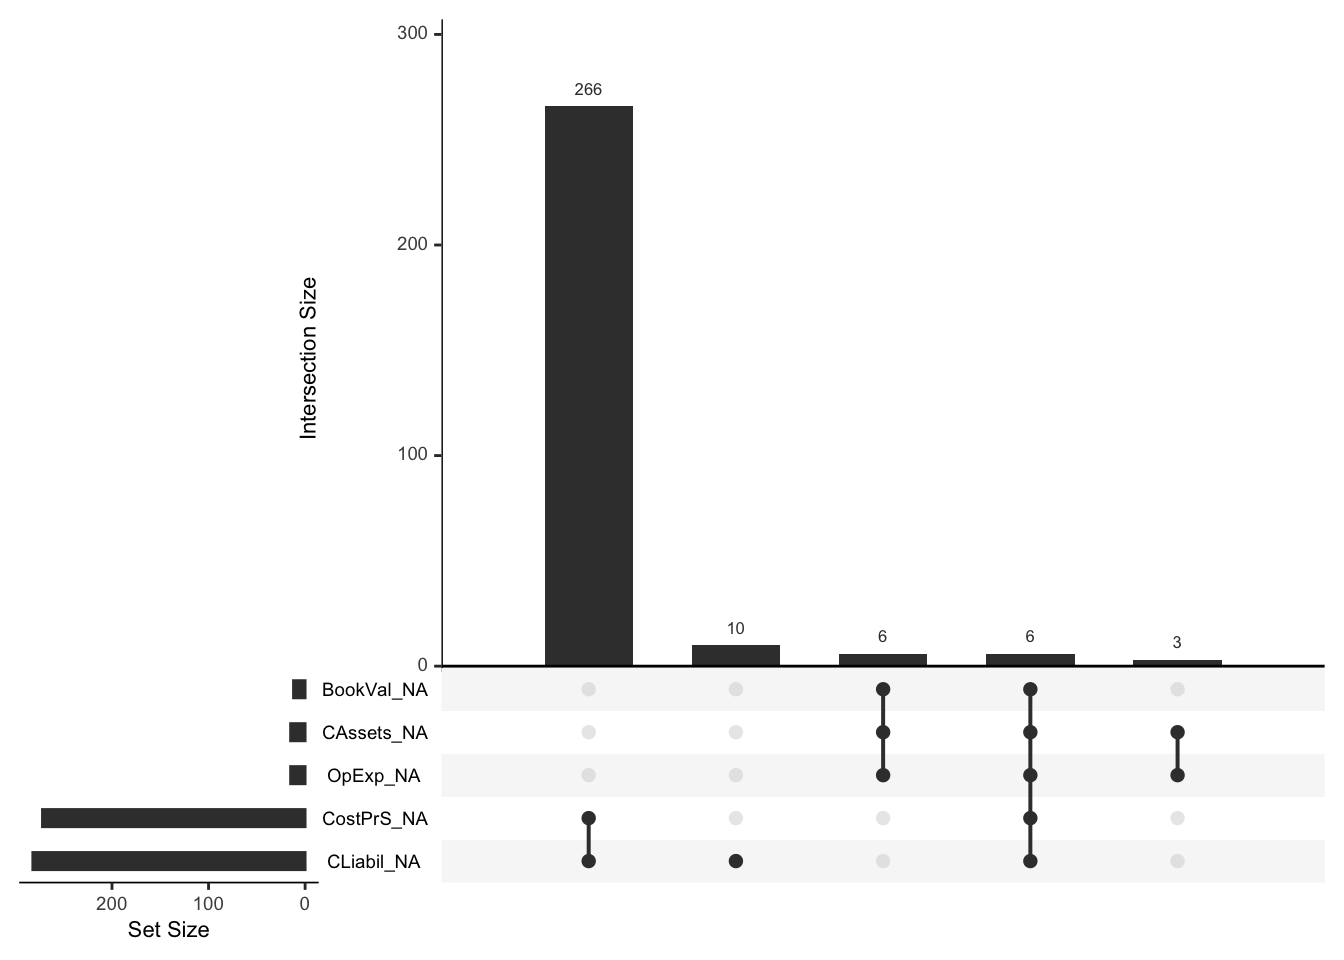 300
266
200
Intersection Size
100
10
6
6
3
0
BookVal_NA
CAssets_NA
OpExp_NA
CostPrS_NA
CLiabil_NA
200 100 0
Set Size